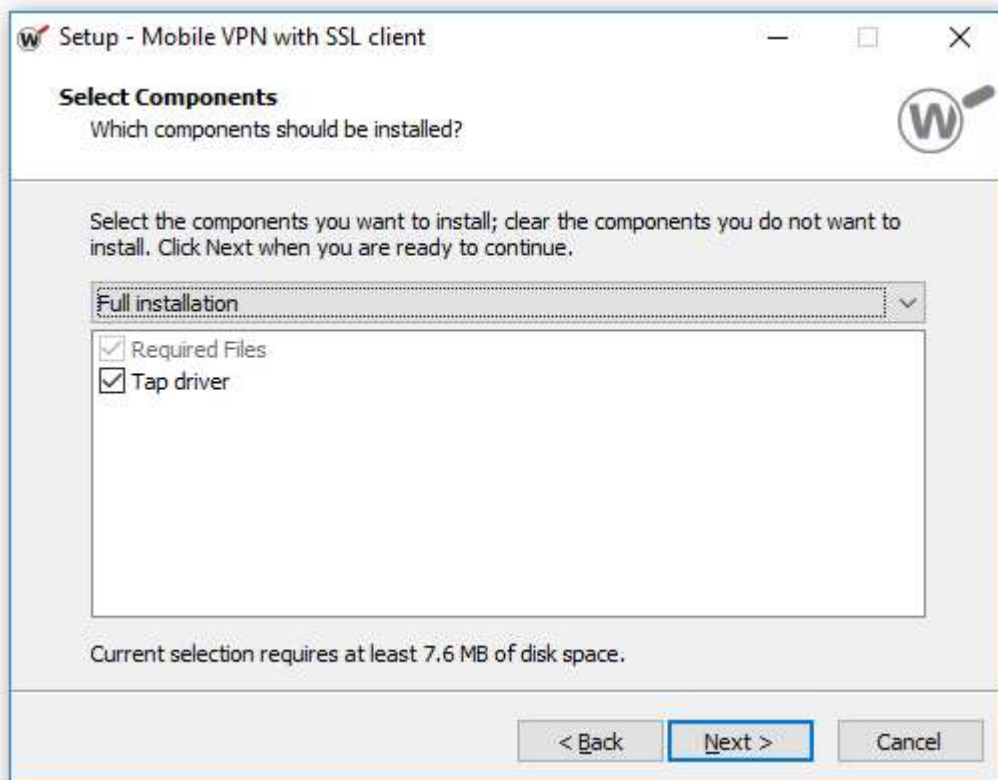 Setup - Mobile VPN with SSL client
Select Components
Which components should be installed?
W
Select the components you want to install; clear the components you do not want to
install. Click Next when you are ready to continue.
Full installation
Required Files
Tap driver
Current selection requires at least 7.6 MB of disk space.
< Back
Next >
Cancel